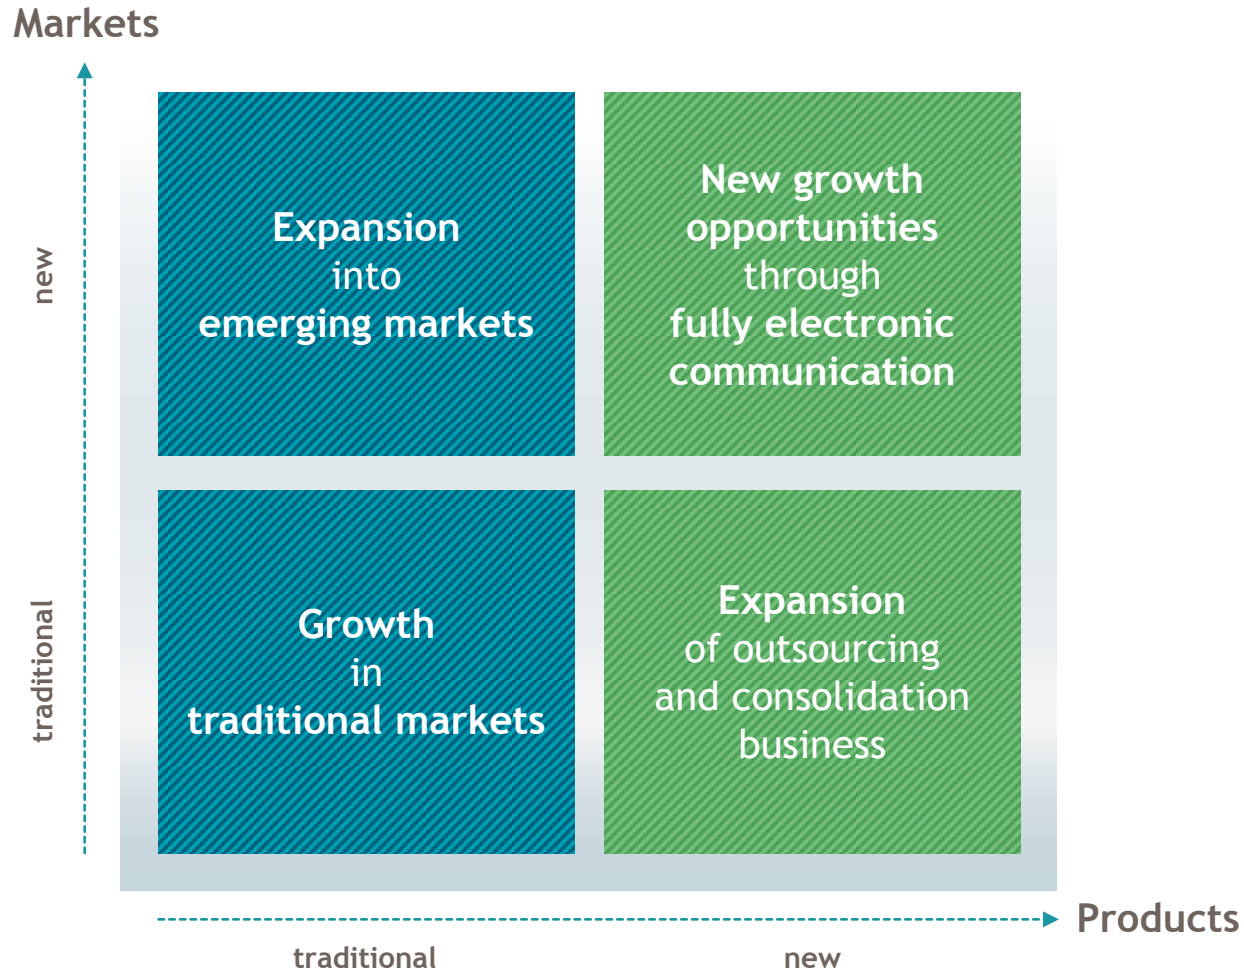 Markets
new
Expansion
into
emerging markets
New growth
opportunities
through
fully electronic
communication
traditional
Growth
in
traditional markets
Expansion
of outsourcing
and consolidation
business
Products
traditional
new